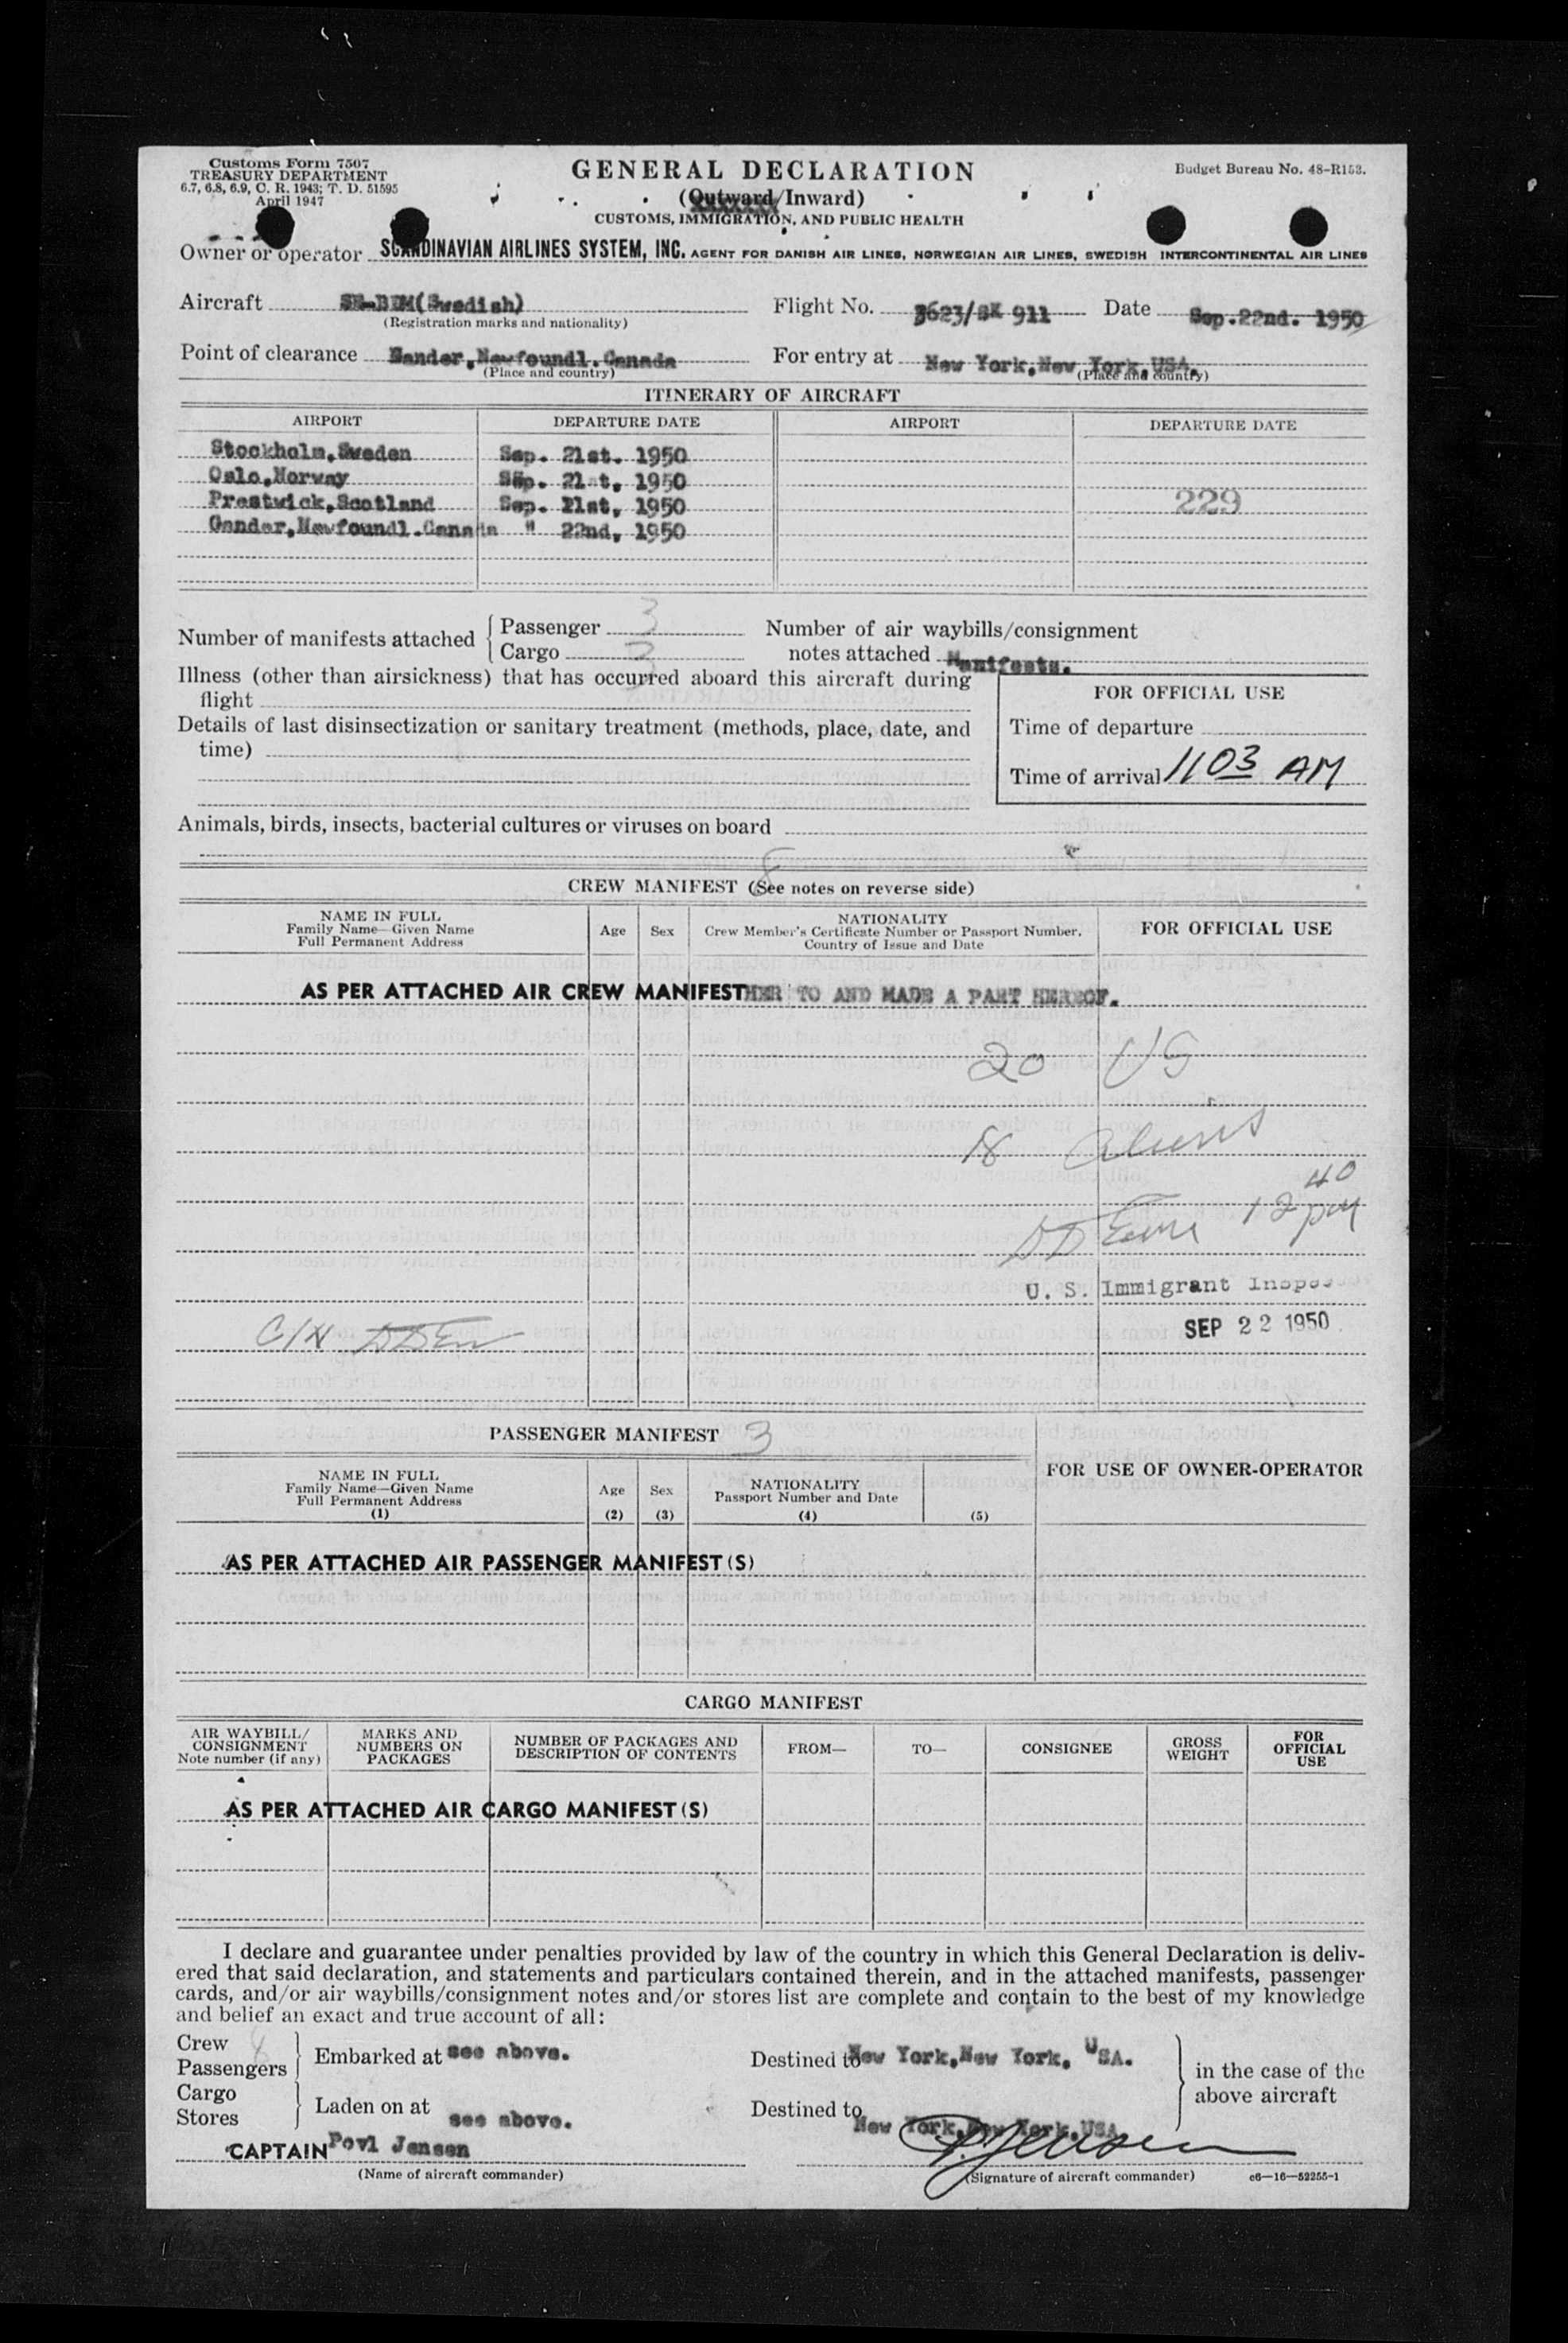 Customs Form 7507
TREASURY DEPARTMENT
6.7, 6.8, 6.9, C. R. 1943; T. D. 51595
April 1947
GENERAL DECLARATION
(Outward/Inward)
CUSTOMS, IMMIGRATION, AND PUBLIC HEALTH
Budget Bureau No. 48-R153.
Owner or operator SCANDINAVIAN AIRLINES SYSTEM, INC. AGENT FOR DANISH AIR LINES, NORWEGIAN AIR LINES, SWEDISH INTERCONTINENTAL AIR LINES
Aircraft (Swedish) Flight No. 3623/SK 911 Date Sep.22nd. 1950
(Registration marks and nationality)
Point of clearance Gander,Newfoundl.Canada For entry at New York,New York,USA.
(Place and country) (Place and country)
ITINERARY OF AIRCRAFT
AIRPORT DEPARTURE DATE AIRPORT DEPARTURE DATE
Stockholm,Sweden Sep. 21st. 1950
Oslo,Norway Sep. 21st, 1950
Prestwick,Scotland Sep. 21st, 1950 229
Gander,Newfoundl.Canada " 22nd, 1950
Number of manifests attached Passenger 3 Number of air waybills/consignment
Cargo 3 notes attached Manifests.
Illness (other than airsickness) that has occurred aboard this aircraft during
flight
FOR OFFICIAL USE
Details of last disinsectization or sanitary treatment (methods, place, date, and
time)
Time of departure
Time of arrival 1103 AM
Animals, birds, insects, bacterial cultures or viruses on board
8
CREW MANIFEST (See notes on reverse side)
NAME IN FULL
Family Name—Given Name
Full Permanent Address
Age Sex
NATIONALITY
Crew Member's Certificate Number or Passport Number,
Country of Issue and Date
FOR OFFICIAL USE
AS PER ATTACHED AIR CREW MANIFEST HERETO AND MADE A PART HEREOF.
20 US
18 aliens
40
12 pm
U. S. Immigrant Inspec
SEP 22 1950
PASSENGER MANIFEST 3
FOR USE OF OWNER-OPERATOR
NAME IN FULL
Family Name—Given Name
Full Permanent Address
(1)
Age
(2)
Sex
(3)
NATIONALITY
Passport Number and Date
(4) (5)
AS PER ATTACHED AIR PASSENGER MANIFEST(S)
CARGO MANIFEST
AIR WAYBILL/
CONSIGNMENT
Note number (if any)
MARKS AND
NUMBERS ON
PACKAGES
NUMBER OF PACKAGES AND
DESCRIPTION OF CONTENTS
FROM— TO— CONSIGNEE
GROSS
WEIGHT
FOR
OFFICIAL
USE
AS PER ATTACHED AIR CARGO MANIFEST(S)
I declare and guarantee under penalties provided by law of the country in which this General Declaration is deliv-
ered that said declaration, and statements and particulars contained therein, and in the attached manifests, passenger
cards, and/or air waybills/consignment notes and/or stores list are complete and contain to the best of my knowledge
and belief an exact and true account of all:
Crew 8
Passengers Embarked at see above. Destined to New York,New York, USA.
in the case of the
above aircraft
Cargo
Stores Laden on at see above. Destined to New York,New York,USA
CAPTAIN Povl Jensen P. Jensen
(Name of aircraft commander) (Signature of aircraft commander) c6—16—52255-1